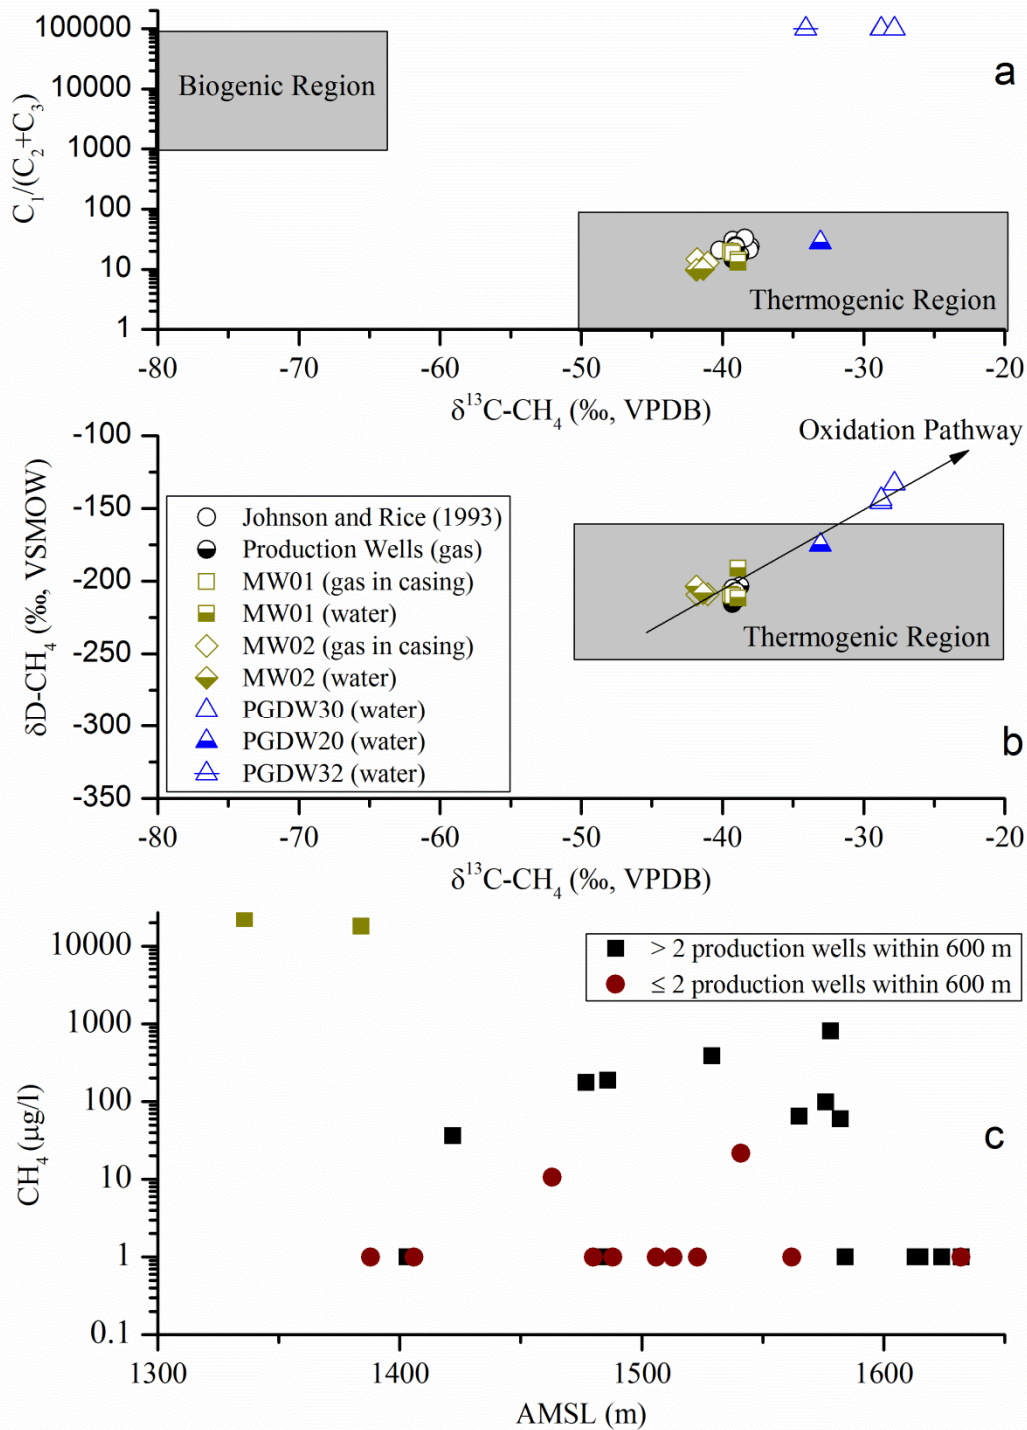 100000
10000
1000
100
10
1
C₁/(C₂+C₃)
Biogenic Region
a
Thermogenic Region
-80 -70 -60 -50 -40 -30 -20
δ¹³C-CH₄ (‰, VPDB)
-100
-150
-200
-250
-300
-350
δD-CH₄ (‰, VSMOW)
Oxidation Pathway
Johnson and Rice (1993)
Production Wells (gas)
MW01 (gas in casing)
MW01 (water)
MW02 (gas in casing)
MW02 (water)
PGDW30 (water)
PGDW20 (water)
PGDW32 (water)
Thermogenic Region
b
-80 -70 -60 -50 -40 -30 -20
δ¹³C-CH₄ (‰, VPDB)
10000
1000
100
10
1
0.1
CH₄ (µg/l)
> 2 production wells within 600 m
≤ 2 production wells within 600 m
c
1300 1400 1500 1600
AMSL (m)